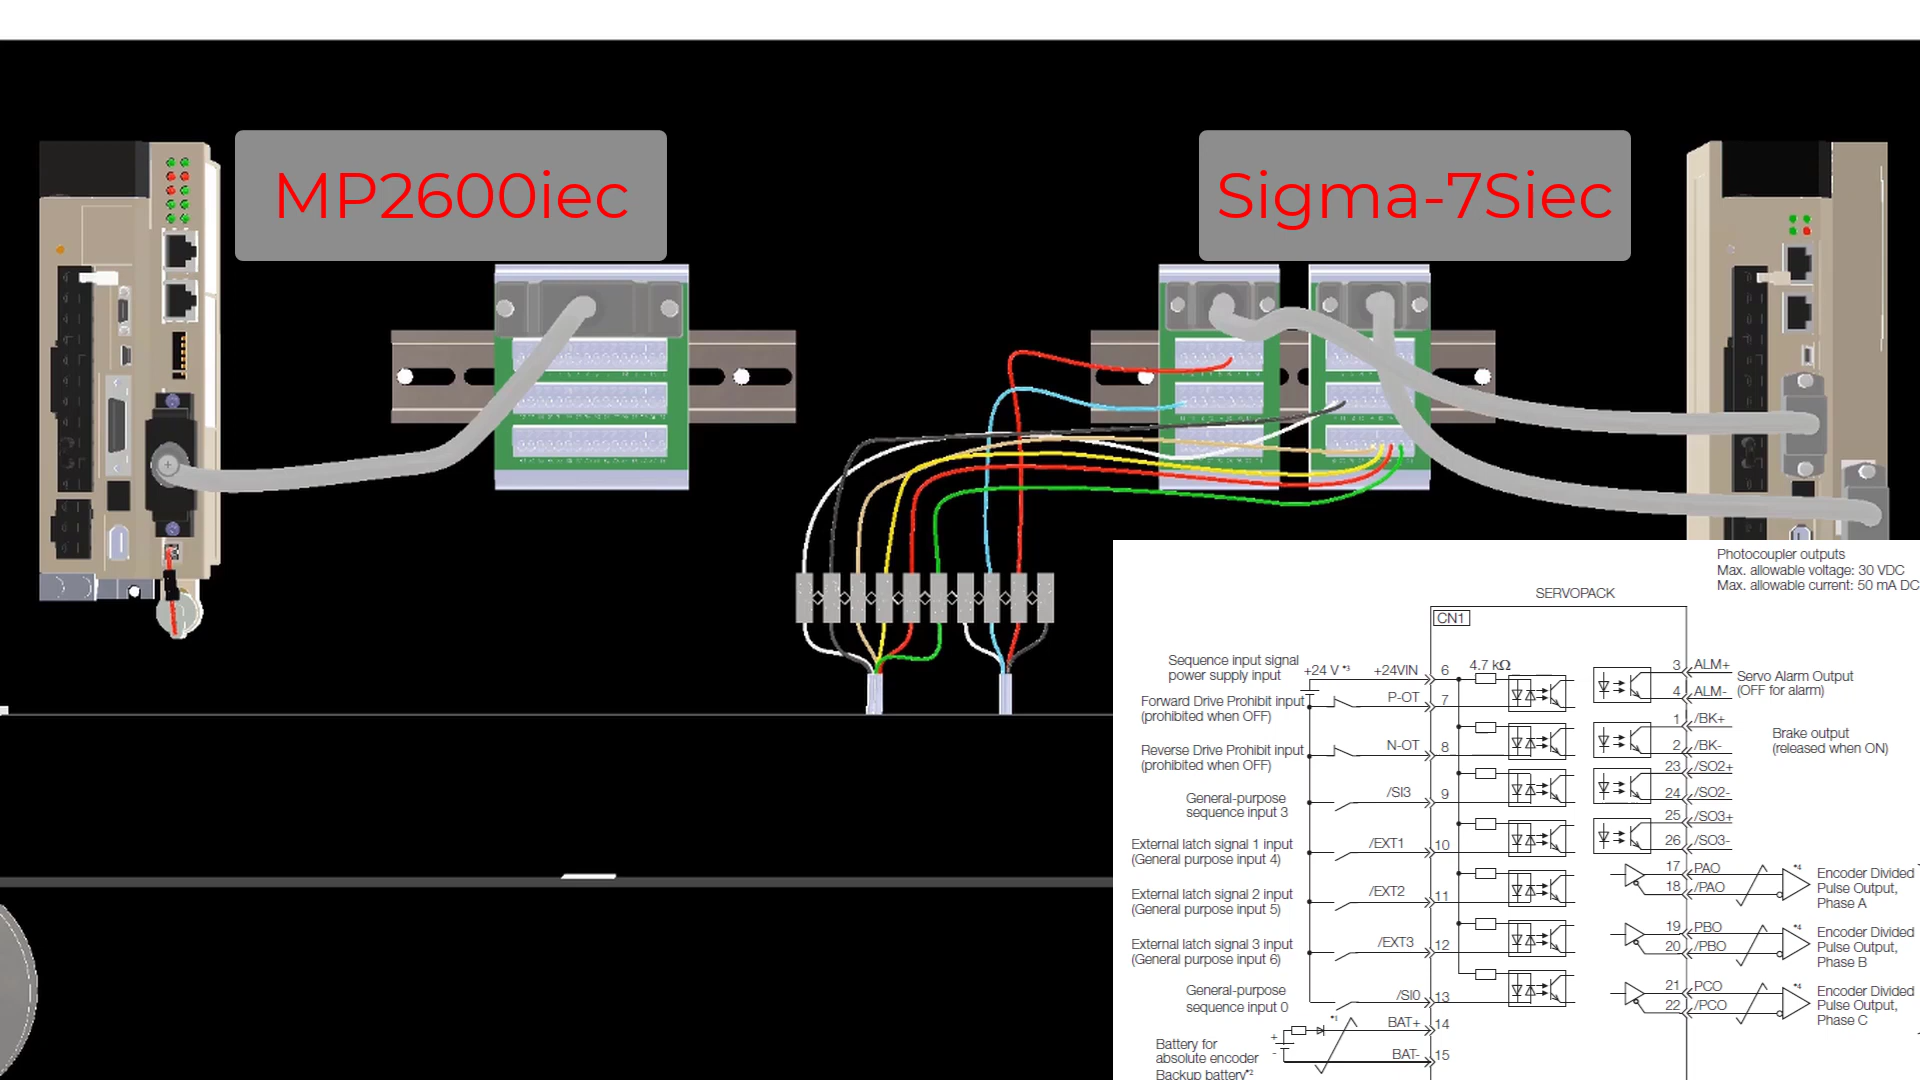 MP2600iec
Sigma-7Siec
Photocoupler outputs
Max. allowable voltage: 30 VDC
Max. allowable current: 50 mA DC
SERVOPACK
CN1
Sequence input signal
power supply input
+24 V *3
+24VIN
6
4.7 kΩ
3
ALM+
Servo Alarm Output
(OFF for alarm)
4
ALM-
Forward Drive Prohibit input
(prohibited when OFF)
P-OT
7
1
/BK+
Brake output
(released when ON)
2
/BK-
Reverse Drive Prohibit input
(prohibited when OFF)
N-OT
8
23
/SO2+
24
/SO2-
General-purpose
sequence input 3
/SI3
9
25
/SO3+
26
/SO3-
External latch signal 1 input
(General purpose input 4)
/EXT1
10
17
PAO
18
/PAO
*4
Encoder Divided
Pulse Output,
Phase A
External latch signal 2 input
(General purpose input 5)
/EXT2
11
19
PBO
20
/PBO
*4
Encoder Divided
Pulse Output,
Phase B
External latch signal 3 input
(General purpose input 6)
/EXT3
12
21
PCO
22
/PCO
*4
Encoder Divided
Pulse Output,
Phase C
General-purpose
sequence input 0
/SI0
13
*1
BAT+
14
+
-
BAT-
15
Battery for
absolute encoder
Backup battery*2